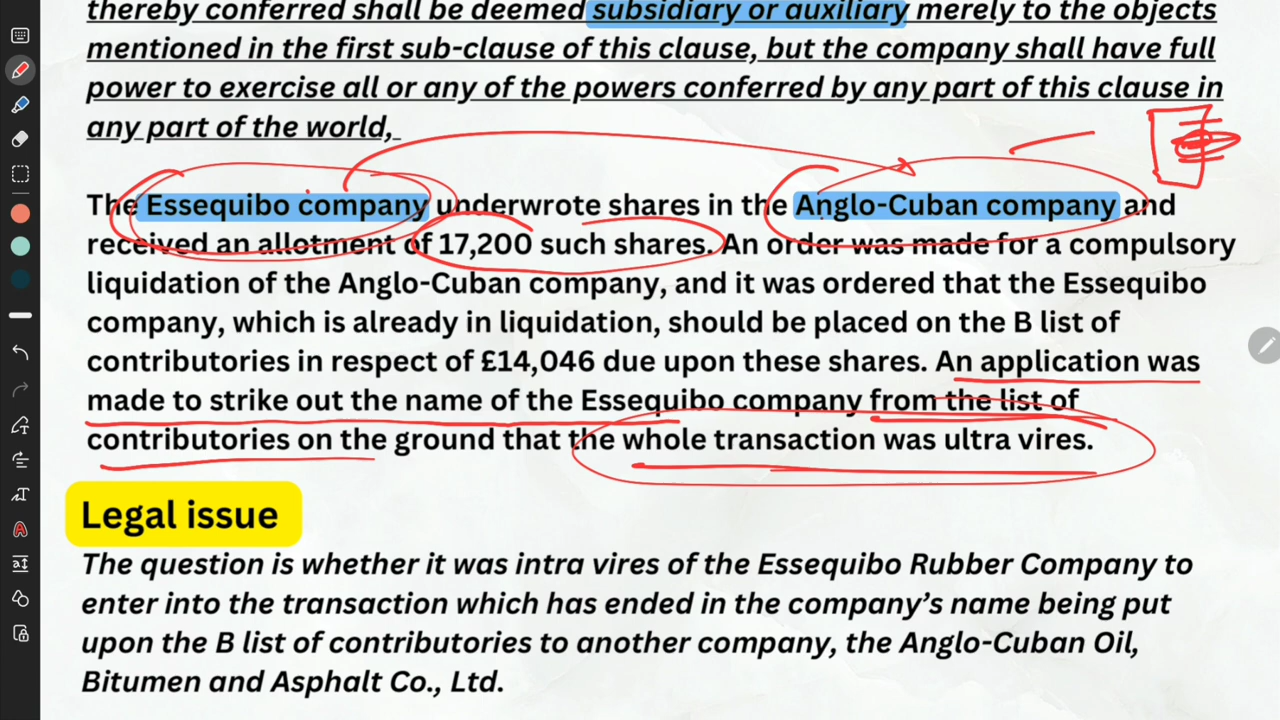 thereby conferred shall be deemed subsidiary or auxiliary merely to the objects
mentioned in the first sub-clause of this clause, but the company shall have full
power to exercise all or any of the powers conferred by any part of this clause in
any part of the world,
The Essequibo company underwrote shares in the Anglo-Cuban company and
received an allotment of 17,200 such shares. An order was made for a compulsory
liquidation of the Anglo-Cuban company, and it was ordered that the Essequibo
company, which is already in liquidation, should be placed on the B list of
contributories in respect of £14,046 due upon these shares. An application was
made to strike out the name of the Essequibo company from the list of
contributories on the ground that the whole transaction was ultra vires.
Legal issue
The question is whether it was intra vires of the Essequibo Rubber Company to
enter into the transaction which has ended in the company’s name being put
upon the B list of contributories to another company, the Anglo-Cuban Oil,
Bitumen and Asphalt Co., Ltd.